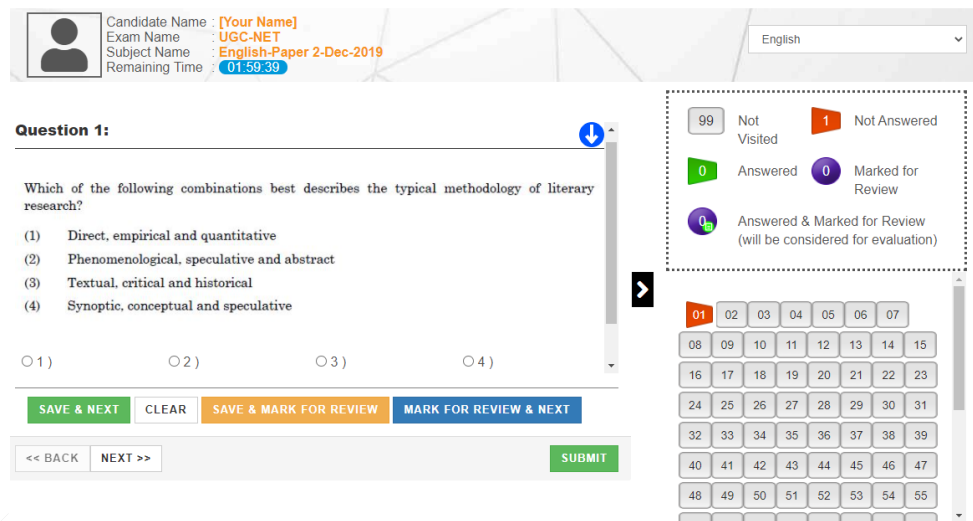 Candidate Name : [Your Name]
Exam Name : UGC-NET
Subject Name : English-Paper 2-Dec-2019
Remaining Time : 01:59:39
English
Question 1:
Which of the following combinations best describes the typical methodology of literary
research?
(1) Direct, empirical and quantitative
(2) Phenomenological, speculative and abstract
(3) Textual, critical and historical
(4) Synoptic, conceptual and speculative
1 ) 2 ) 3 ) 4 )
SAVE & NEXT CLEAR SAVE & MARK FOR REVIEW MARK FOR REVIEW & NEXT
<< BACK NEXT >> SUBMIT
99 Not
Visited
1 Not Answered
0 Answered
0 Marked for
Review
0 Answered & Marked for Review
(will be considered for evaluation)
01 02 03 04 05 06 07
08 09 10 11 12 13 14 15
16 17 18 19 20 21 22 23
24 25 26 27 28 29 30 31
32 33 34 35 36 37 38 39
40 41 42 43 44 45 46 47
48 49 50 51 52 53 54 55